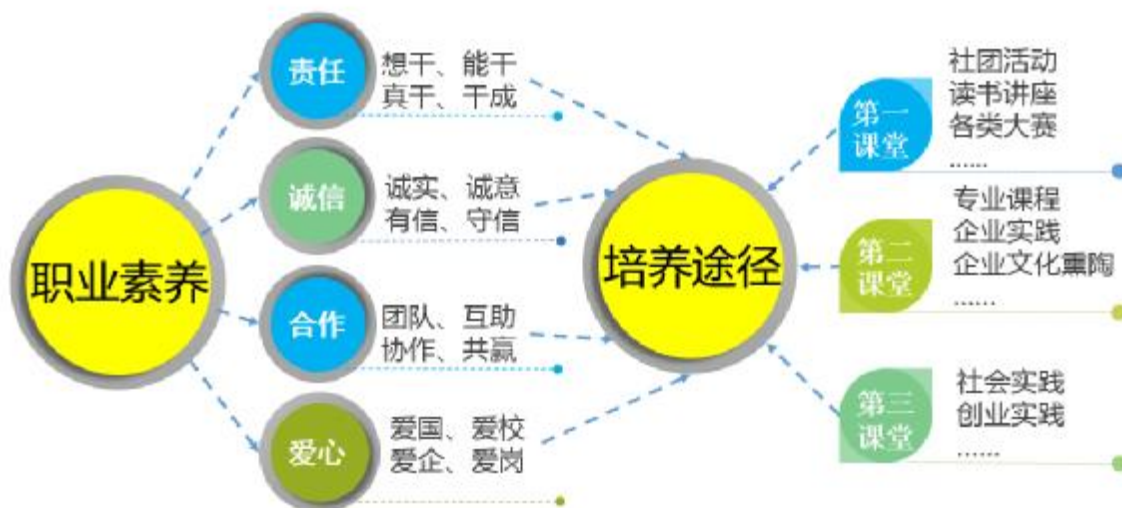 职业素养
责任
想干、能干
真干、干成
诚信
诚实、诚意
有信、守信
合作
团队、互助
协作、共赢
爱心
爱国、爱校
爱企、爱岗
培养途径
第一
课堂
社团活动
读书讲座
各类大赛
......
第二
课堂
专业课程
企业实践
企业文化熏陶
......
第三
课堂
社会实践
创业实践
......